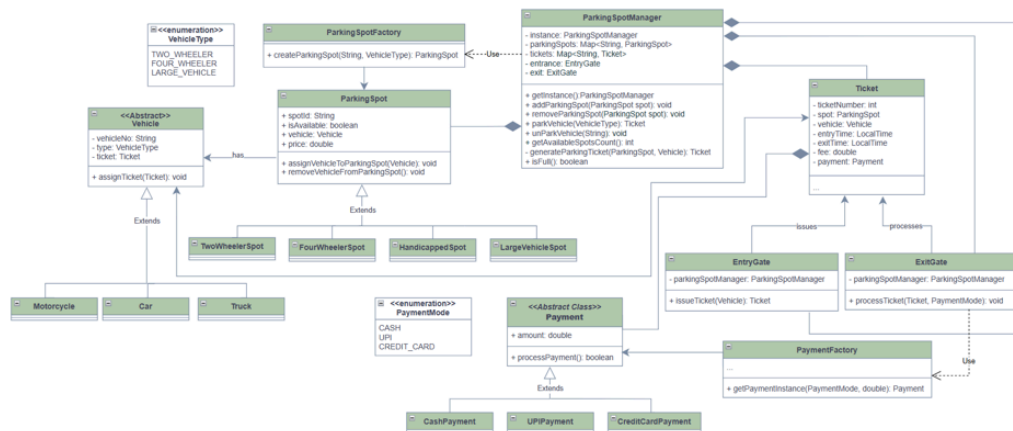 <<enumeration>>
VehicleType
TWO_WHEELER
FOUR_WHEELER
LARGE_VEHICLE
ParkingSpotFactory
+ createParkingSpot(String, VehicleType): ParkingSpot
Use
ParkingSpotManager
- instance: ParkingSpotManager
- parkingSpots: Map<String, ParkingSpot>
- tickets: Map<String, Ticket>
- entrance: EntryGate
- exit: ExitGate
+ getInstance():ParkingSpotManager
+ addParkingSpot(ParkingSpot spot): void
+ removeParkingSpot(ParkingSpot spot): void
+ parkVehicle(VehicleType): Ticket
+ unParkVehicle(String): void
+ getAvailableSpotsCount(): int
- generateParkingTicket(ParkingSpot, Vehicle): Ticket
+ isFull(): boolean
<<Abstract>>
Vehicle
- vehicleNo: String
- type: VehicleType
- ticket: Ticket
+ assignTicket(Ticket): void
has
ParkingSpot
- spotId: String
+ isAvailable: boolean
+ vehicle: Vehicle
+ price: double
+ assignVehicleToParkingSpot(Vehicle): void
+ removeVehicleFromParkingSpot(): void
Ticket
- ticketNumber: int
- spot: ParkingSpot
- vehicle: Vehicle
- entryTime: LocalTime
- exitTime: LocalTime
- fee: double
- payment: Payment
...
Extends
Extends
issues
processes
TwoWheelerSpot
FourWheelerSpot
HandicappedSpot
LargeVehicleSpot
EntryGate
- parkingSpotManager: ParkingSpotManager
+ issueTicket(Vehicle): Ticket
ExitGate
- parkingSpotManager: ParkingSpotManager
+ processTicket(Ticket, PaymentMode): void
Motorcycle
Car
Truck
<<enumeration>>
PaymentMode
CASH
UPI
CREDIT_CARD
<<Abstract Class>>
Payment
+ amount: double
+ processPayment(): boolean
PaymentFactory
...
+ getPaymentInstance(PaymentMode, double): Payment
Use
Extends
CashPayment
UPIPayment
CreditCardPayment